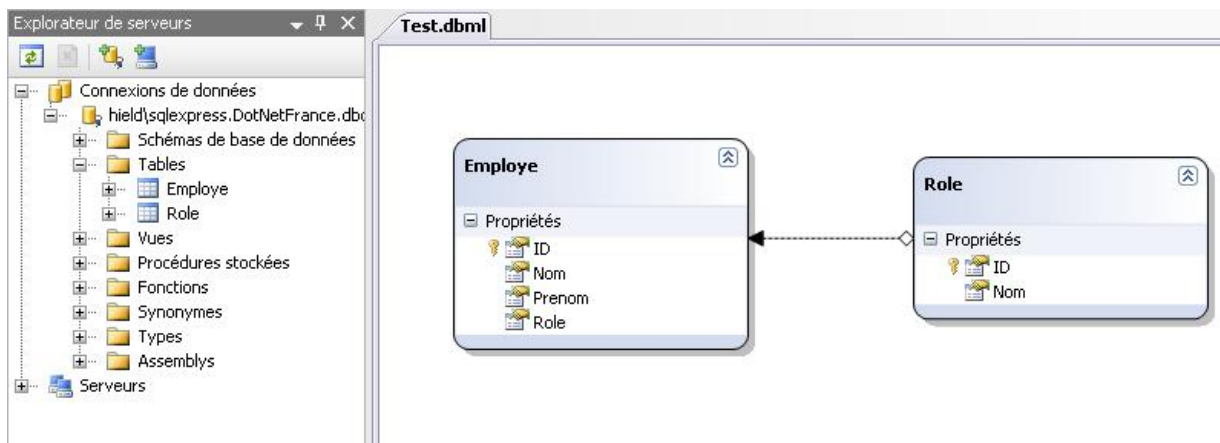 Explorateur de serveurs
Connexions de données
hield\sqlexpress.DotNetFrance.dbo
Schémas de base de données
Tables
Employe
Role
Vues
Procédures stockées
Fonctions
Synonymes
Types
Assemblys
Serveurs
Test.dbml
Employe
Propriétés
ID
Nom
Prenom
Role
Role
Propriétés
ID
Nom